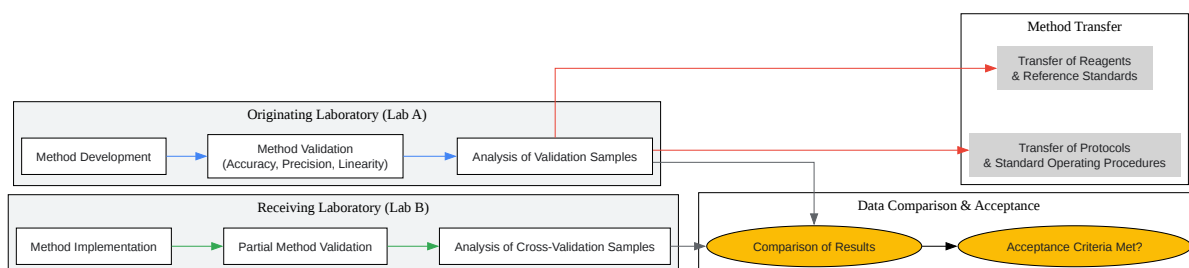 Method Transfer
Transfer of Reagents
& Reference Standards
Originating Laboratory (Lab A)
Method Development
Method Validation
(Accuracy, Precision, Linearity)
Analysis of Validation Samples
Transfer of Protocols
& Standard Operating Procedures
Receiving Laboratory (Lab B)
Method Implementation
Partial Method Validation
Analysis of Cross-Validation Samples
Data Comparison & Acceptance
Comparison of Results
Acceptance Criteria Met?